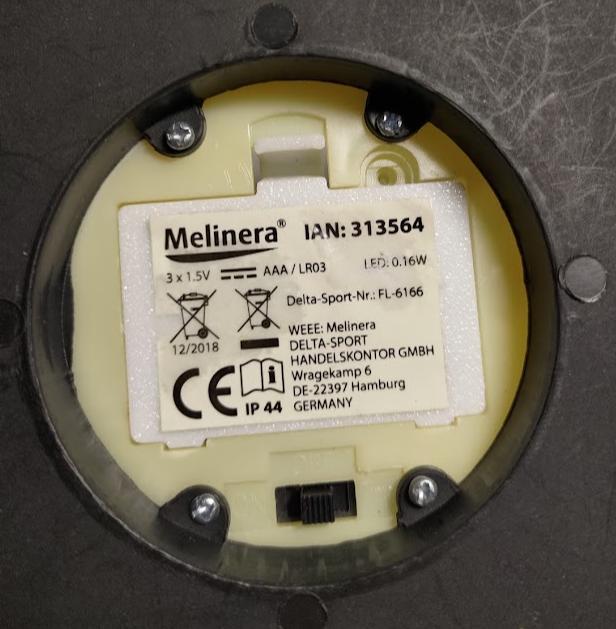 Melinera® IAN: 313564
3 x 1.5V AAA / LR03 LED: 0.16W
Delta-Sport-Nr.: FL-6166
12/2018
WEEE: Melinera
DELTA-SPORT
HANDELSKONTOR GMBH
Wragekamp 6
DE-22397 Hamburg
GERMANY
CE
IP 44